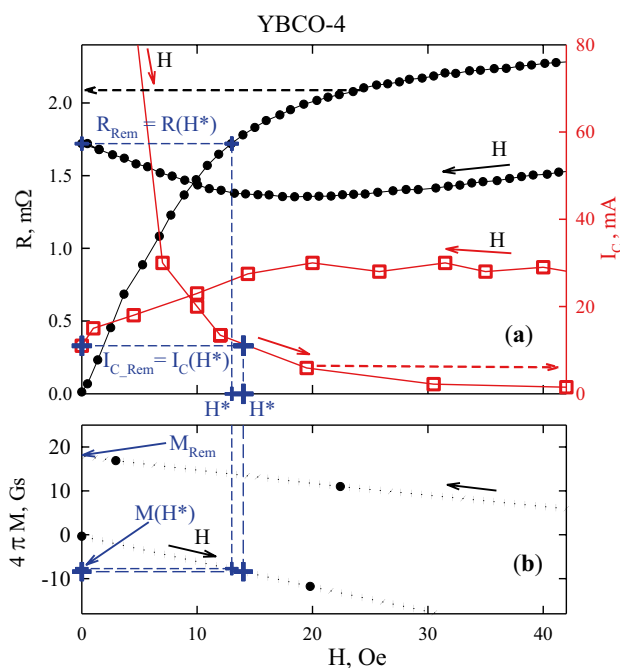 YBCO-4
H
80
2.0
R_Rem = R(H*)
60
H
1.5
R, mΩ
40
I_C , mA
1.0
H
20
0.5
(a)
I_C_Rem = I_C(H*)
0.0
0
H* H*
20
M_Rem
10
4 π M, Gs
M(H*)
0
H
(b)
-10
0 10 20 30 40
H, Oe